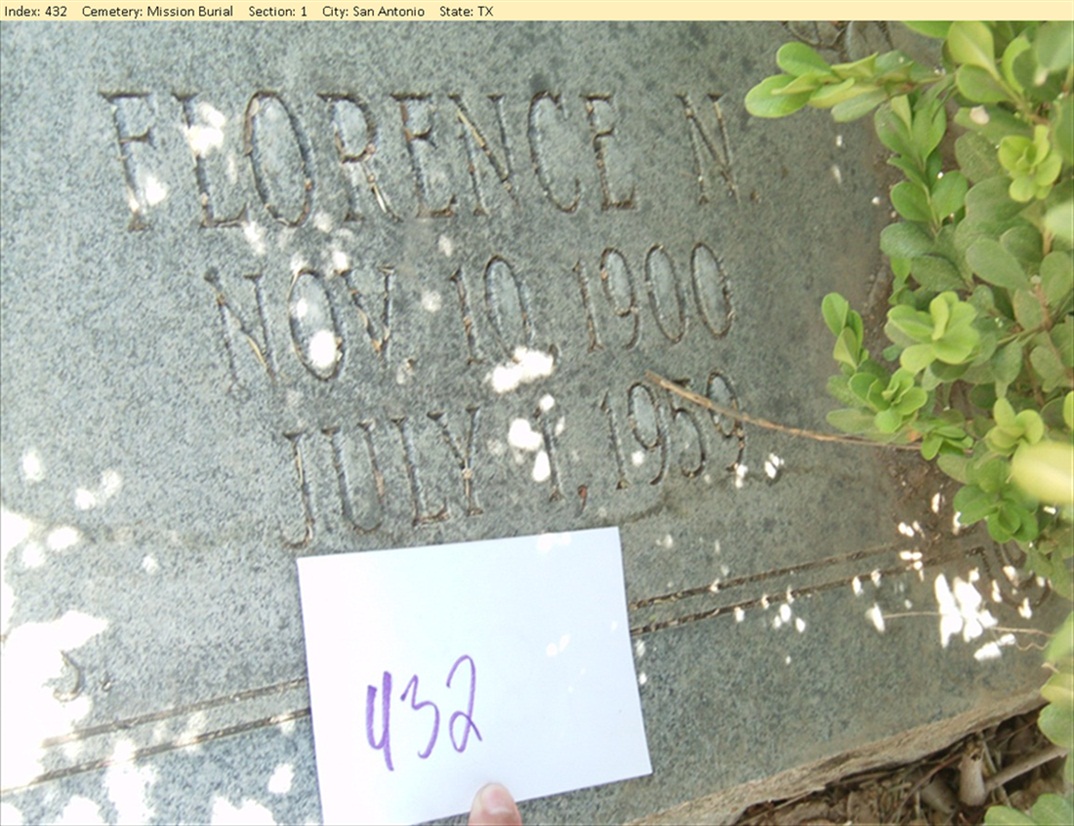 Index: 432 Cemetery: Mission Burial Section: 1 City: San Antonio State: TX
FLORENCE N.
NOV. 10, 1900
JULY 1, 1959
432